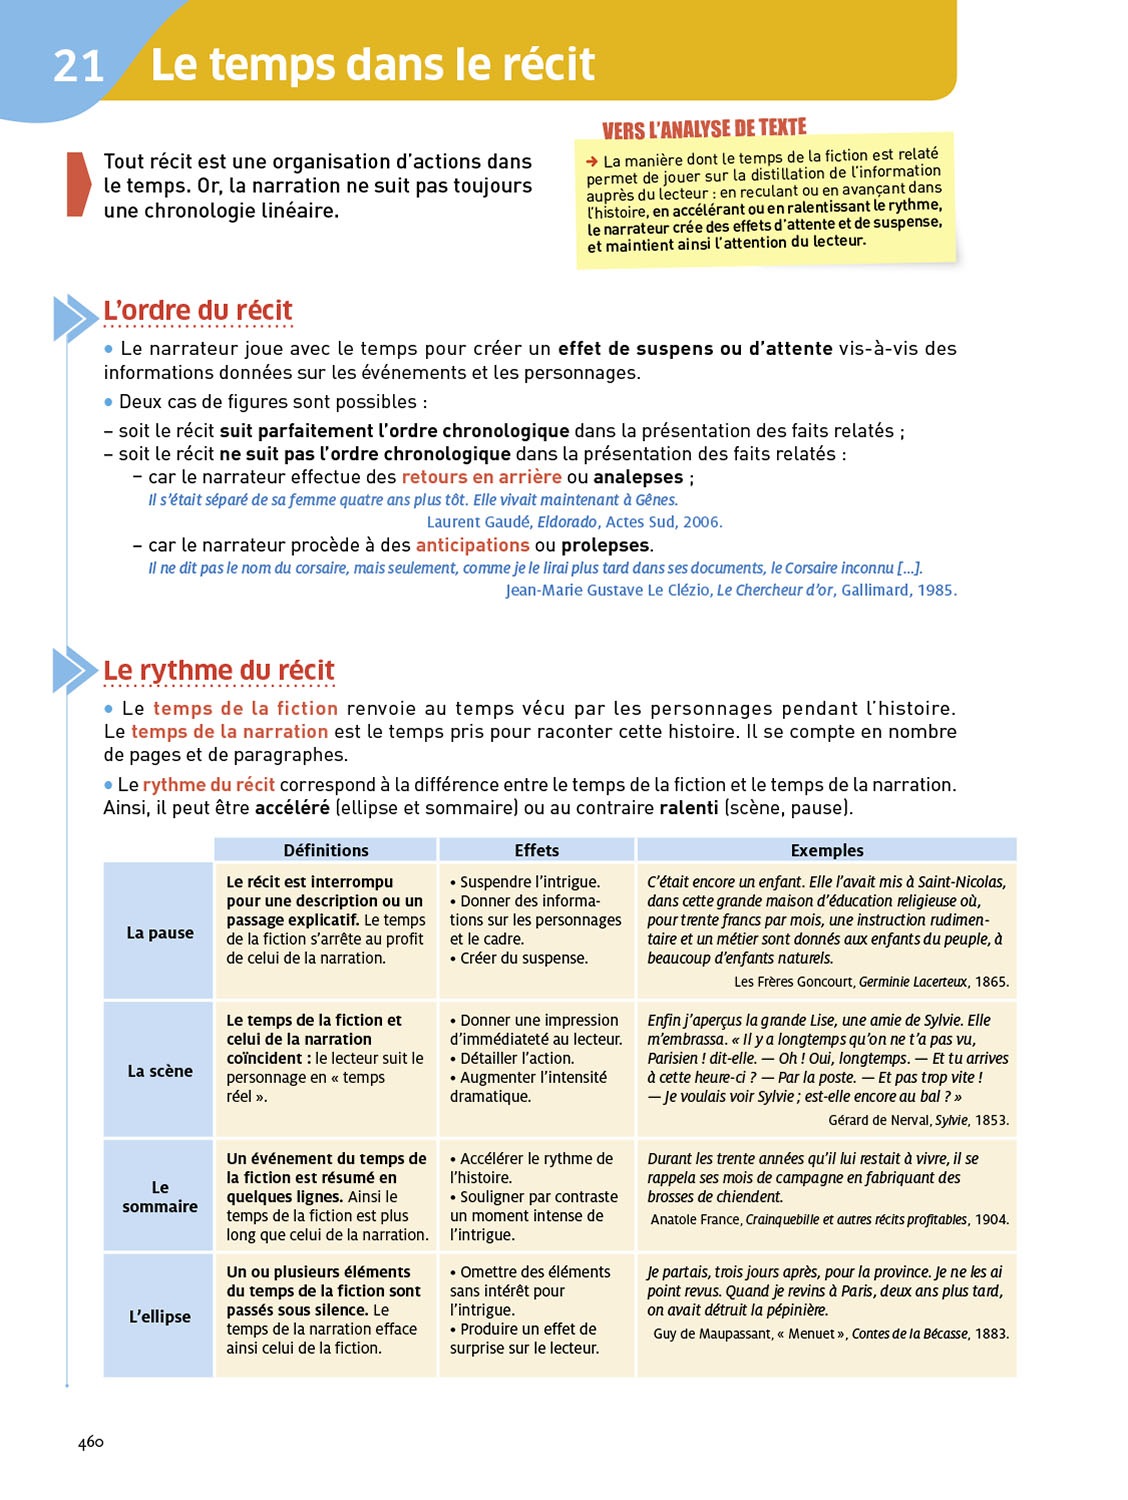 21 Le temps dans le récit
Tout récit est une organisation d'actions dans
le temps. Or, la narration ne suit pas toujours
une chronologie linéaire.
VERS L'ANALYSE DE TEXTE
➔ La manière dont le temps de la fiction est relaté
permet de jouer sur la distillation de l'information
auprès du lecteur : en reculant ou en avançant dans
l'histoire, en accélérant ou en ralentissant le rythme,
le narrateur crée des effets d'attente et de suspense,
et maintient ainsi l'attention du lecteur.
L'ordre du récit
• Le narrateur joue avec le temps pour créer un effet de suspens ou d'attente vis-à-vis des
informations données sur les événements et les personnages.
• Deux cas de figures sont possibles :
– soit le récit suit parfaitement l'ordre chronologique dans la présentation des faits relatés ;
– soit le récit ne suit pas l'ordre chronologique dans la présentation des faits relatés :
– car le narrateur effectue des retours en arrière ou analepses ;
Il s'était séparé de sa femme quatre ans plus tôt. Elle vivait maintenant à Gênes.
Laurent Gaudé, Eldorado, Actes Sud, 2006.
– car le narrateur procède à des anticipations ou prolepses.
Il ne dit pas le nom du corsaire, mais seulement, comme je le lirai plus tard dans ses documents, le Corsaire inconnu [...].
Jean-Marie Gustave Le Clézio, Le Chercheur d'or, Gallimard, 1985.
Le rythme du récit
• Le temps de la fiction renvoie au temps vécu par les personnages pendant l'histoire.
Le temps de la narration est le temps pris pour raconter cette histoire. Il se compte en nombre
de pages et de paragraphes.
• Le rythme du récit correspond à la différence entre le temps de la fiction et le temps de la narration.
Ainsi, il peut être accéléré (ellipse et sommaire) ou au contraire ralenti (scène, pause).
Définitions
Effets
Exemples
La pause
Le récit est interrompu
pour une description ou un
passage explicatif. Le temps
de la fiction s'arrête au profit
de celui de la narration.
• Suspendre l'intrigue.
• Donner des informa-
tions sur les personnages
et le cadre.
• Créer du suspense.
C'était encore un enfant. Elle l'avait mis à Saint-Nicolas,
dans cette grande maison d'éducation religieuse où,
pour trente francs par mois, une instruction rudimen-
taire et un métier sont donnés aux enfants du peuple, à
beaucoup d'enfants naturels.
Les Frères Goncourt, Germinie Lacerteux, 1865.
La scène
Le temps de la fiction et
celui de la narration
coïncident : le lecteur suit le
personnage en « temps
réel ».
• Donner une impression
d'immédiateté au lecteur.
• Détailler l'action.
• Augmenter l'intensité
dramatique.
Enfin j'aperçus la grande Lise, une amie de Sylvie. Elle
m'embrassa. « Il y a longtemps qu'on ne t'a pas vu,
Parisien ! dit-elle. — Oh ! Oui, longtemps. — Et tu arrives
à cette heure-ci ? — Par la poste. — Et pas trop vite !
— Je voulais voir Sylvie ; est-elle encore au bal ? »
Gérard de Nerval, Sylvie, 1853.
Le
sommaire
Un événement du temps de
la fiction est résumé en
quelques lignes. Ainsi le
temps de la fiction est plus
long que celui de la narration.
• Accélérer le rythme de
l'histoire.
• Souligner par contraste
un moment intense de
l'intrigue.
Durant les trente années qu'il lui restait à vivre, il se
rappela ses mois de campagne en fabriquant des
brosses de chiendent.
Anatole France, Crainquebille et autres récits profitables, 1904.
L'ellipse
Un ou plusieurs éléments
du temps de la fiction sont
passés sous silence. Le
temps de la narration efface
ainsi celui de la fiction.
• Omettre des éléments
sans intérêt pour
l'intrigue.
• Produire un effet de
surprise sur le lecteur.
Je partais, trois jours après, pour la province. Je ne les ai
point revus. Quand je revins à Paris, deux ans plus tard,
on avait détruit la pépinière.
Guy de Maupassant, « Menuet », Contes de la Bécasse, 1883.
460